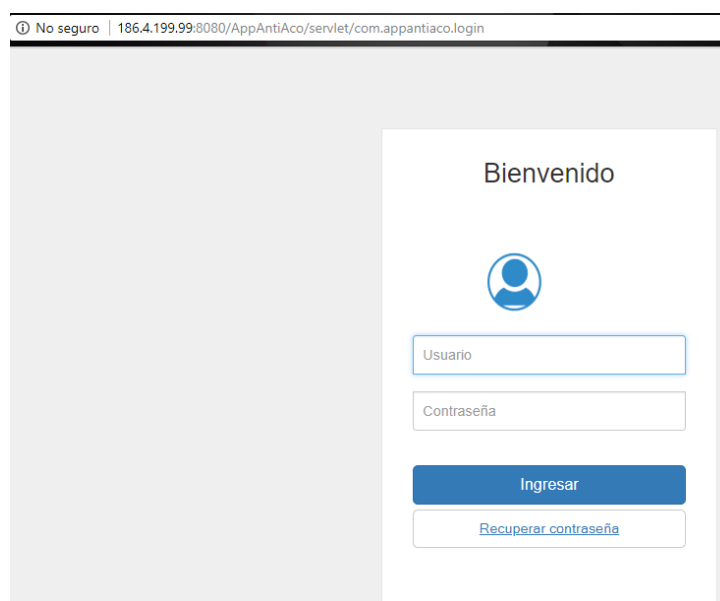 No seguro | 186.4.199.99:8080/AppAntiAco/servlet/com.appantiaco.login
Bienvenido
Usuario
Contraseña
Ingresar
Recuperar contraseña